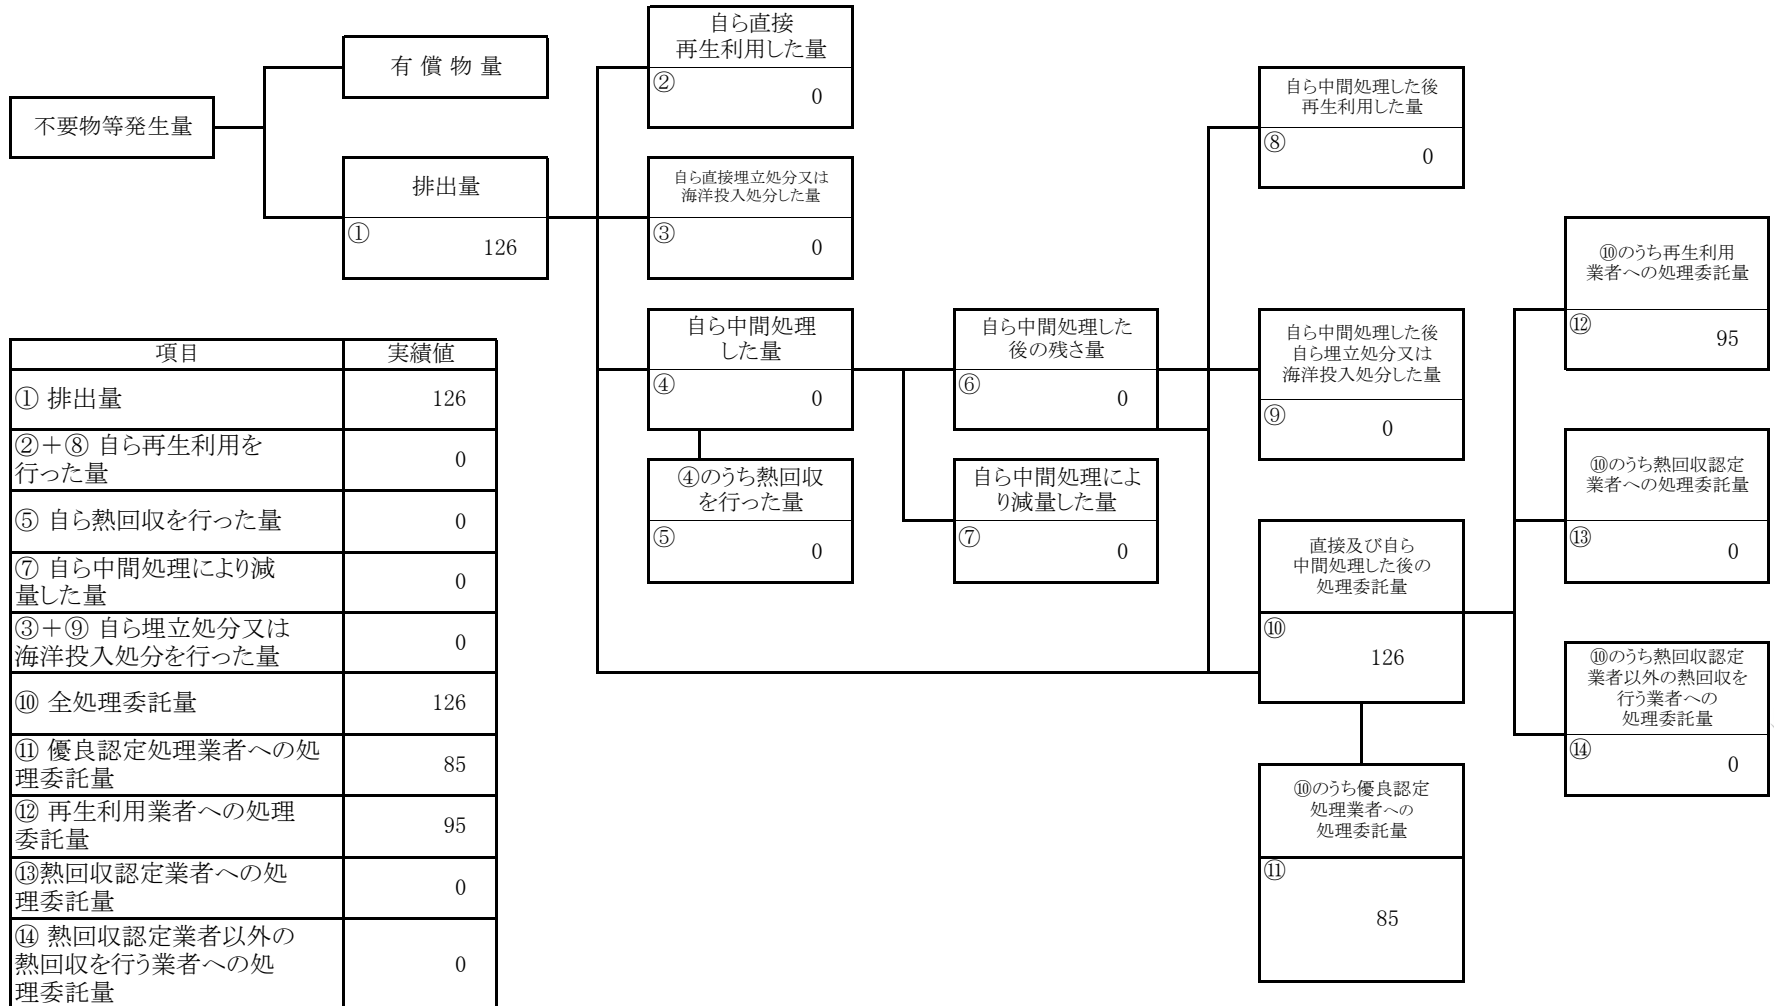 不要物等発生量
有 償 物 量
排出量
①
126
自ら直接
再生利用した量
②
0
自ら直接埋立処分又は
海洋投入処分した量
③
0
自ら中間処理
した量
④
0
④のうち熱回収
を行った量
⑤
0
自ら中間処理した
後の残さ量
⑥
0
自ら中間処理によ
り減量した量
⑦
0
自ら中間処理した後
再生利用した量
⑧
0
自ら中間処理した後
自ら埋立処分又は
海洋投入処分した量
⑨
0
直接及び自ら
中間処理した後の
処理委託量
⑩
126
⑩のうち優良認定
処理業者への
処理委託量
⑪
85
⑩のうち再生利用
業者への処理委託量
⑫
95
⑩のうち熱回収認定
業者への処理委託量
⑬
0
⑩のうち熱回収認定
業者以外の熱回収を
行う業者への
処理委託量
⑭
0
項目 実績値
① 排出量 126
②＋⑧ 自ら再生利用を
行った量 0
⑤ 自ら熱回収を行った量 0
⑦ 自ら中間処理により減
量した量 0
③＋⑨ 自ら埋立処分又は
海洋投入処分を行った量 0
⑩ 全処理委託量 126
⑪ 優良認定処理業者への処
理委託量 85
⑫ 再生利用業者への処理
委託量 95
⑬熱回収認定業者への処
理委託量 0
⑭ 熱回収認定業者以外の
熱回収を行う業者への処
理委託量 0